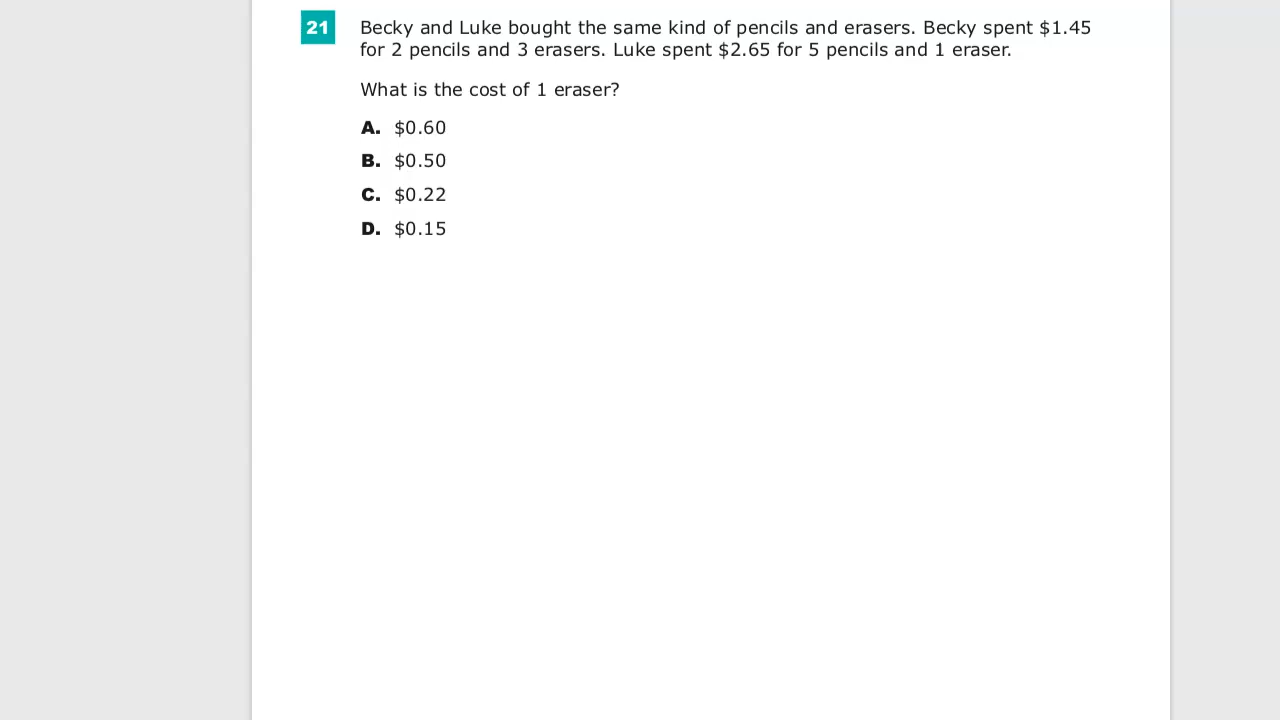 21 Becky and Luke bought the same kind of pencils and erasers. Becky spent $1.45
for 2 pencils and 3 erasers. Luke spent $2.65 for 5 pencils and 1 eraser.
What is the cost of 1 eraser?
A. $0.60
B. $0.50
C. $0.22
D. $0.15